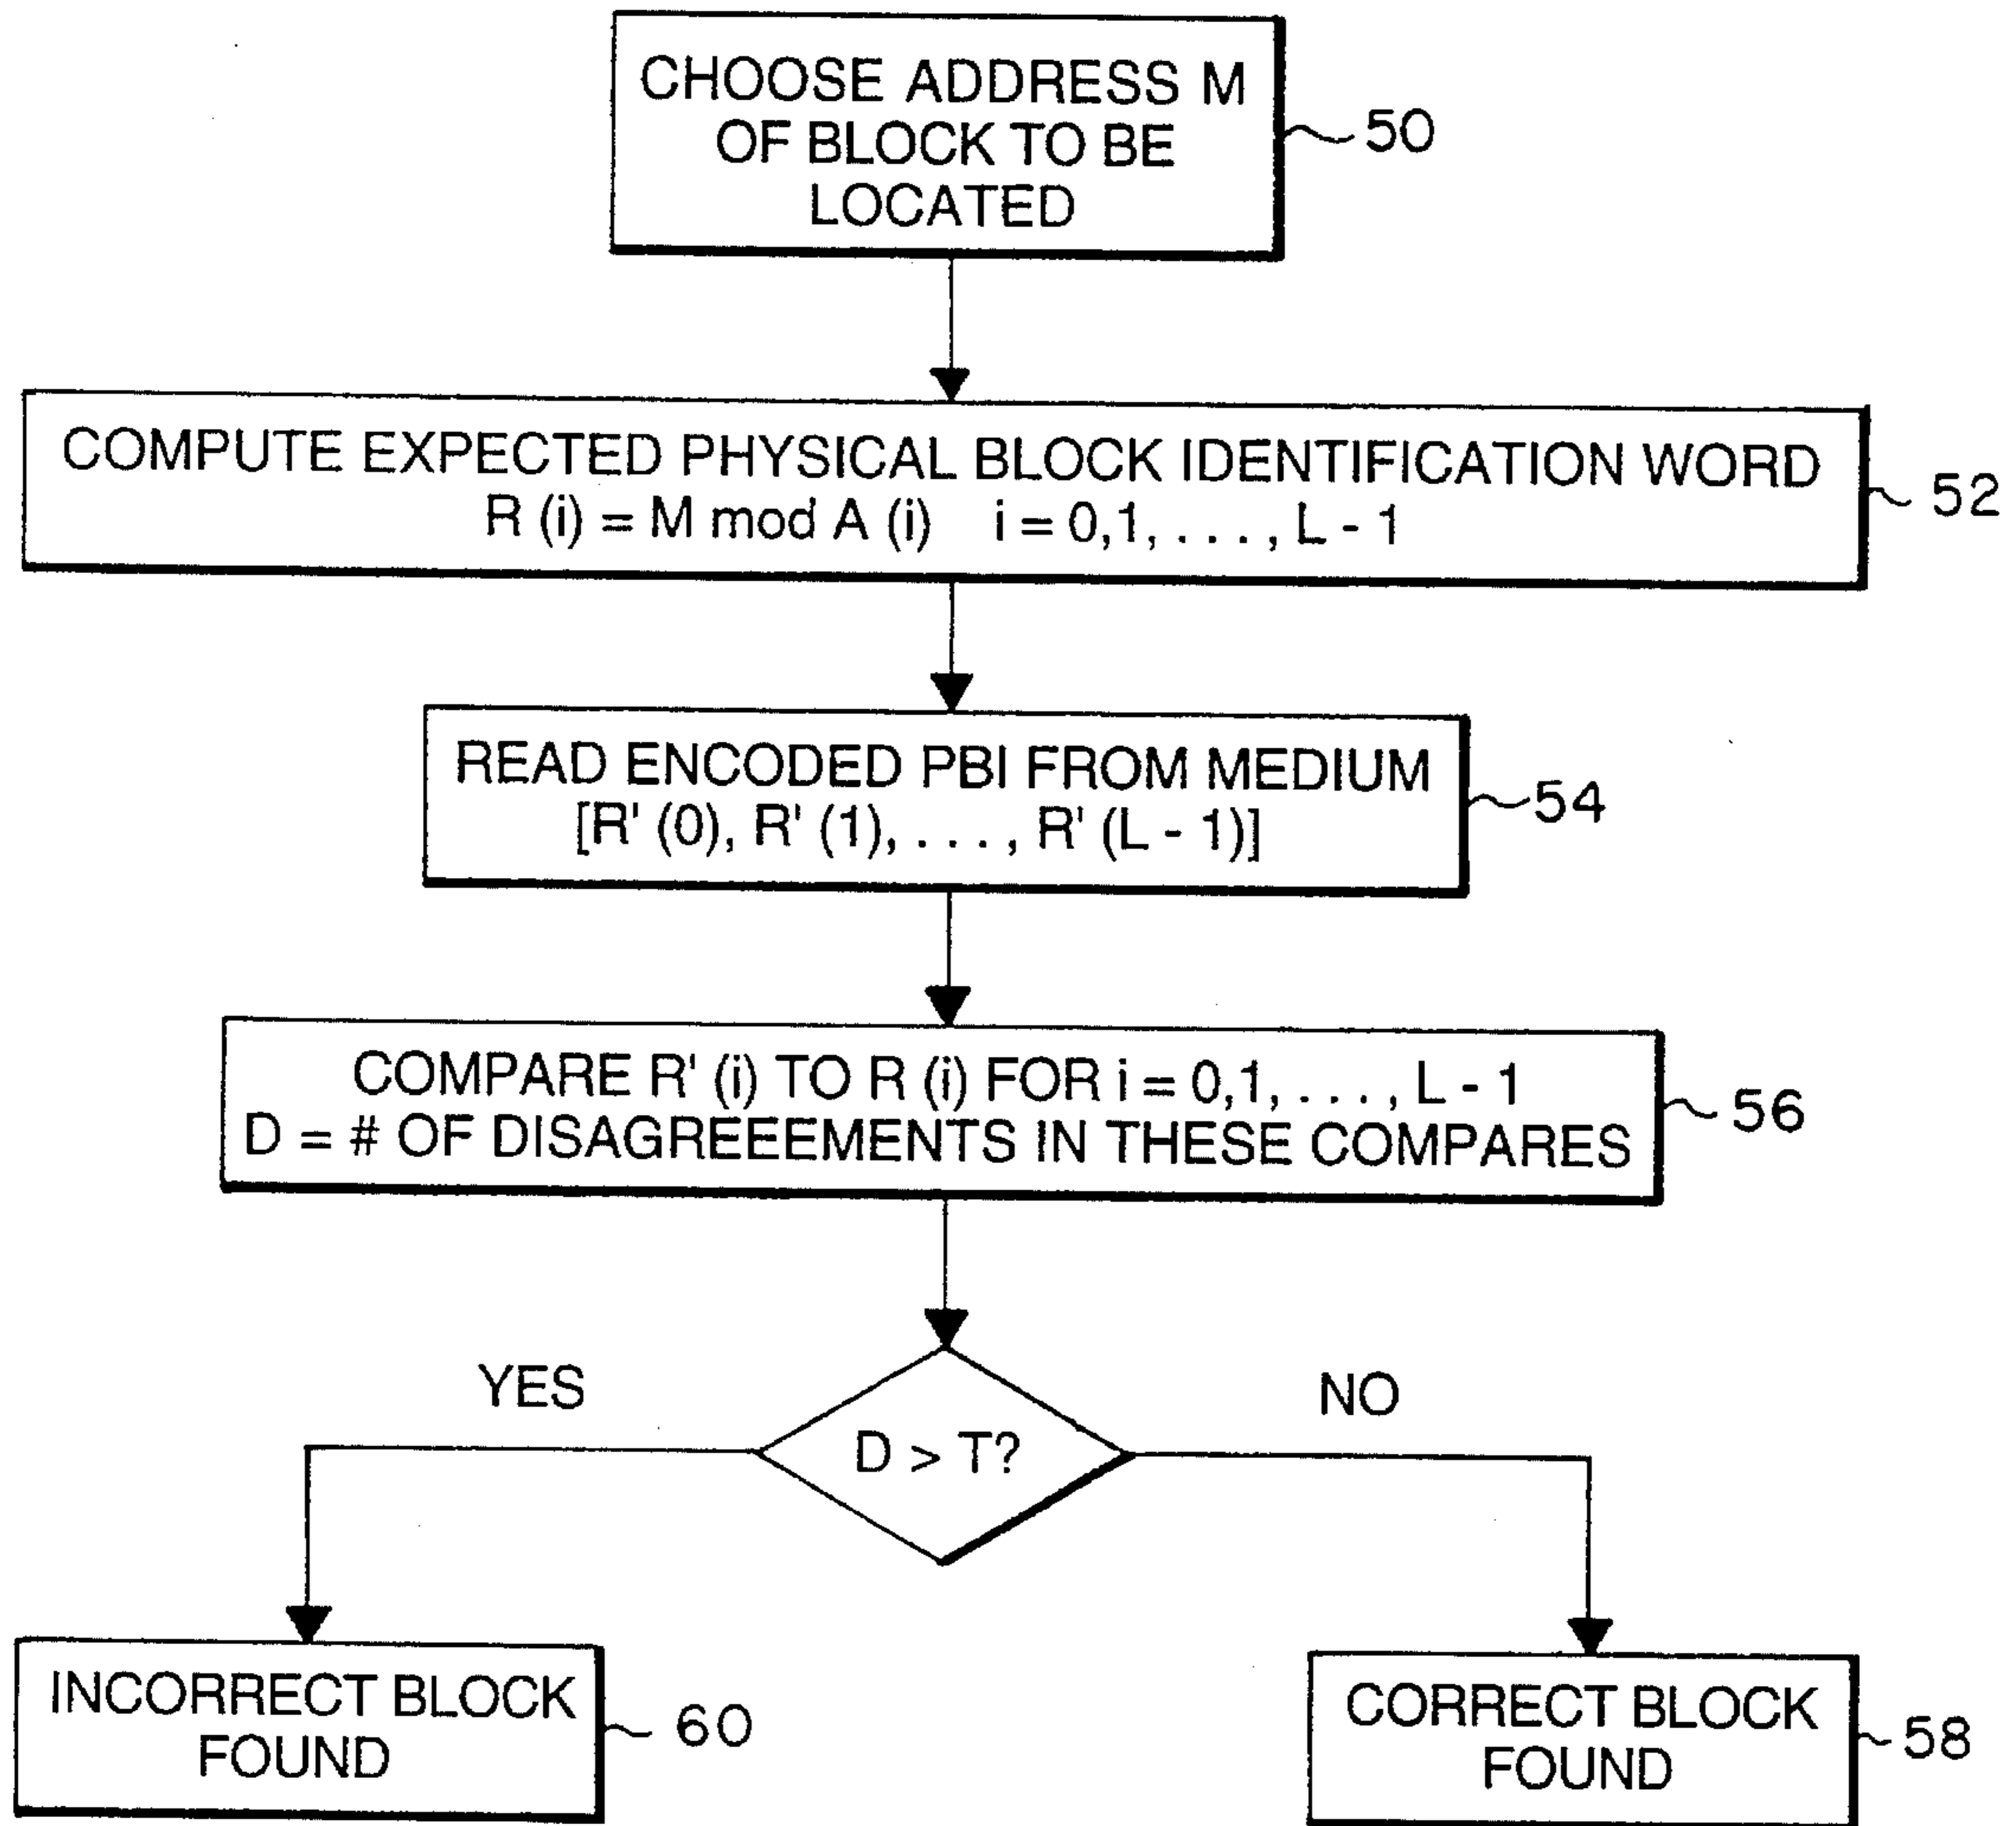 CHOOSE ADDRESS M
OF BLOCK TO BE
LOCATED
50
COMPUTE EXPECTED PHYSICAL BLOCK IDENTIFICATION WORD
R (i) = M mod A (i) i = 0,1, . . . , L - 1
52
READ ENCODED PBI FROM MEDIUM
[R' (0), R' (1), . . . , R' (L - 1)]
54
COMPARE R' (i) TO R (i) FOR i = 0,1, . . . , L - 1
D = # OF DISAGREEEMENTS IN THESE COMPARES
56
YES
NO
D > T?
INCORRECT BLOCK
FOUND
60
CORRECT BLOCK
FOUND
58